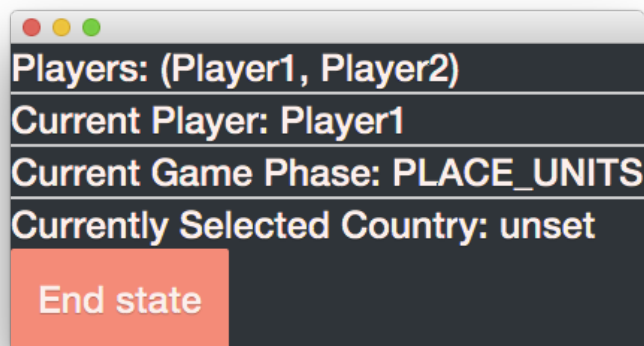 Players: (Player1, Player2)
Current Player: Player1
Current Game Phase: PLACE_UNITS
Currently Selected Country: unset
End state